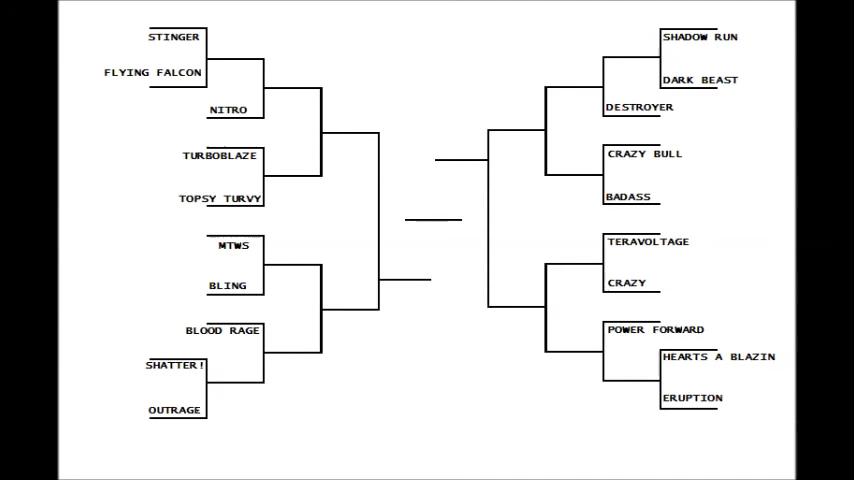 STINGER
FLYING FALCON
NITRO
TURBOBLAZE
TOPSY TURVY
MTWS
BLING
BLOOD RAGE
SHATTER!
OUTRAGE
SHADOW RUN
DARK BEAST
DESTROYER
CRAZY BULL
BADASS
TERAVOLTAGE
CRAZY
POWER FORWARD
HEARTS A BLAZIN
ERUPTION